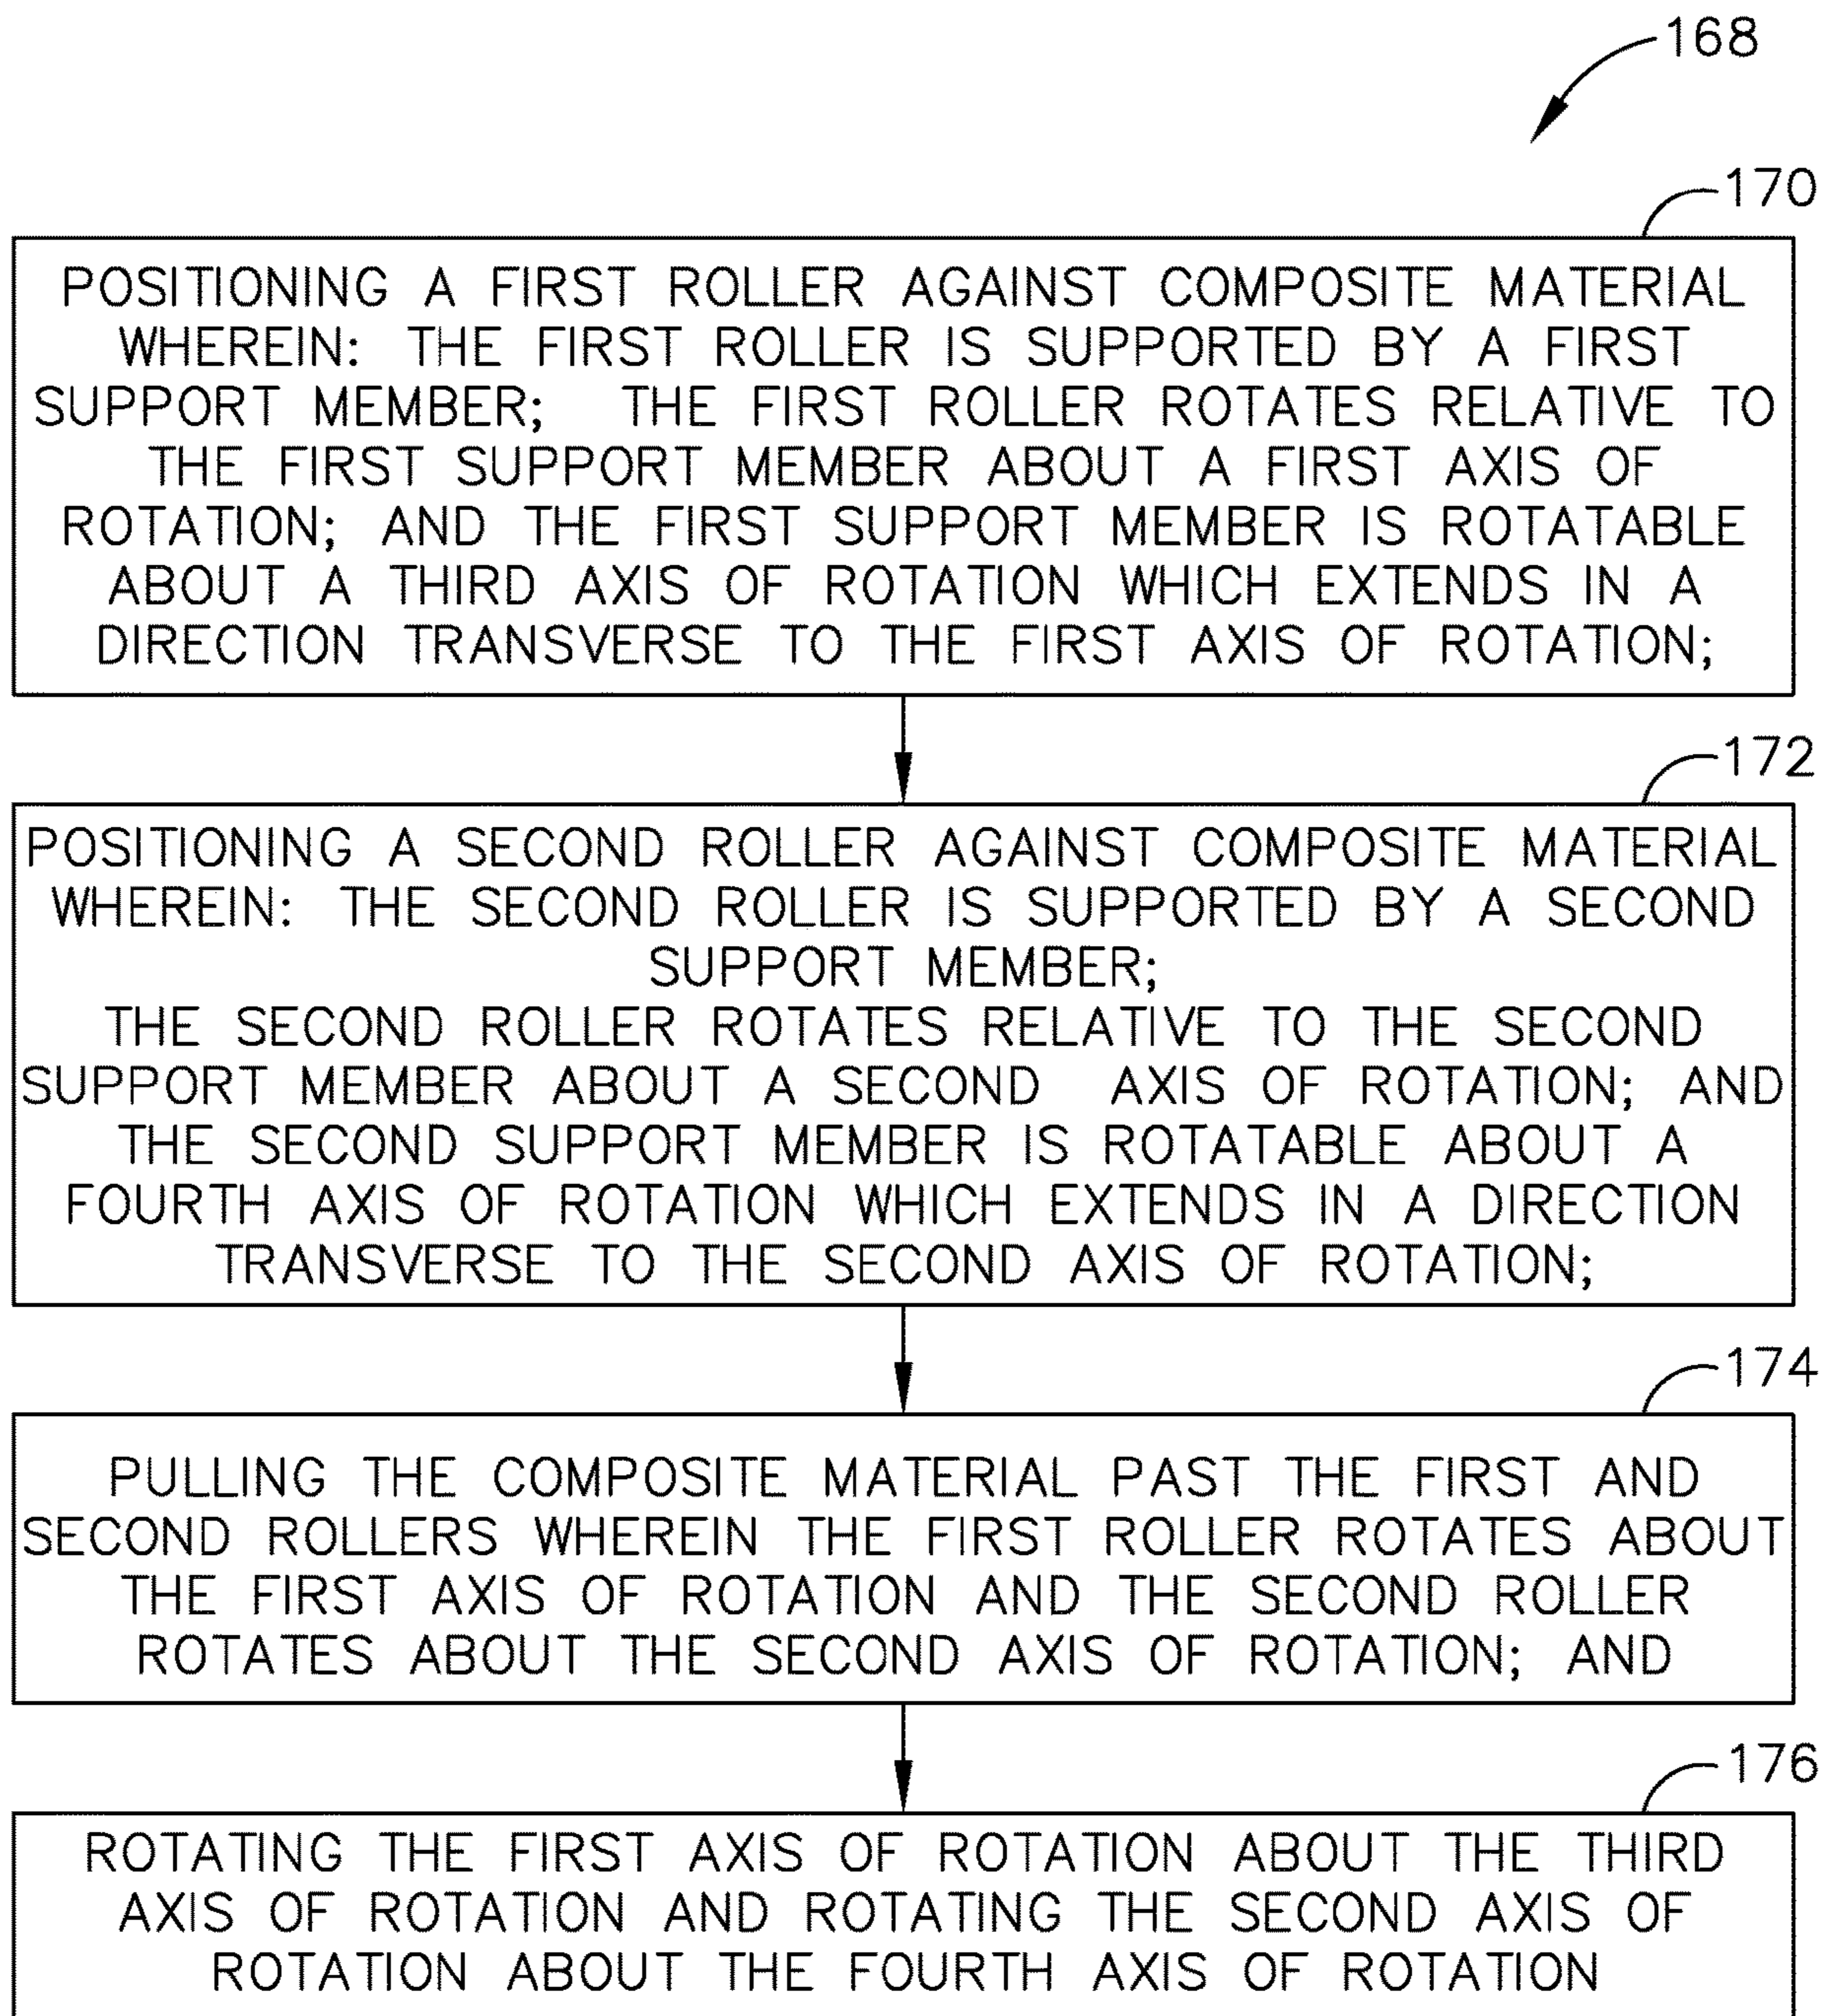 168
170
POSITIONING A FIRST ROLLER AGAINST COMPOSITE MATERIAL
WHEREIN: THE FIRST ROLLER IS SUPPORTED BY A FIRST
SUPPORT MEMBER; THE FIRST ROLLER ROTATES RELATIVE TO
THE FIRST SUPPORT MEMBER ABOUT A FIRST AXIS OF
ROTATION; AND THE FIRST SUPPORT MEMBER IS ROTATABLE
ABOUT A THIRD AXIS OF ROTATION WHICH EXTENDS IN A
DIRECTION TRANSVERSE TO THE FIRST AXIS OF ROTATION;
172
POSITIONING A SECOND ROLLER AGAINST COMPOSITE MATERIAL
WHEREIN: THE SECOND ROLLER IS SUPPORTED BY A SECOND
SUPPORT MEMBER;
THE SECOND ROLLER ROTATES RELATIVE TO THE SECOND
SUPPORT MEMBER ABOUT A SECOND AXIS OF ROTATION; AND
THE SECOND SUPPORT MEMBER IS ROTATABLE ABOUT A
FOURTH AXIS OF ROTATION WHICH EXTENDS IN A DIRECTION
TRANSVERSE TO THE SECOND AXIS OF ROTATION;
174
PULLING THE COMPOSITE MATERIAL PAST THE FIRST AND
SECOND ROLLERS WHEREIN THE FIRST ROLLER ROTATES ABOUT
THE FIRST AXIS OF ROTATION AND THE SECOND ROLLER
ROTATES ABOUT THE SECOND AXIS OF ROTATION; AND
176
ROTATING THE FIRST AXIS OF ROTATION ABOUT THE THIRD
AXIS OF ROTATION AND ROTATING THE SECOND AXIS OF
ROTATION ABOUT THE FOURTH AXIS OF ROTATION